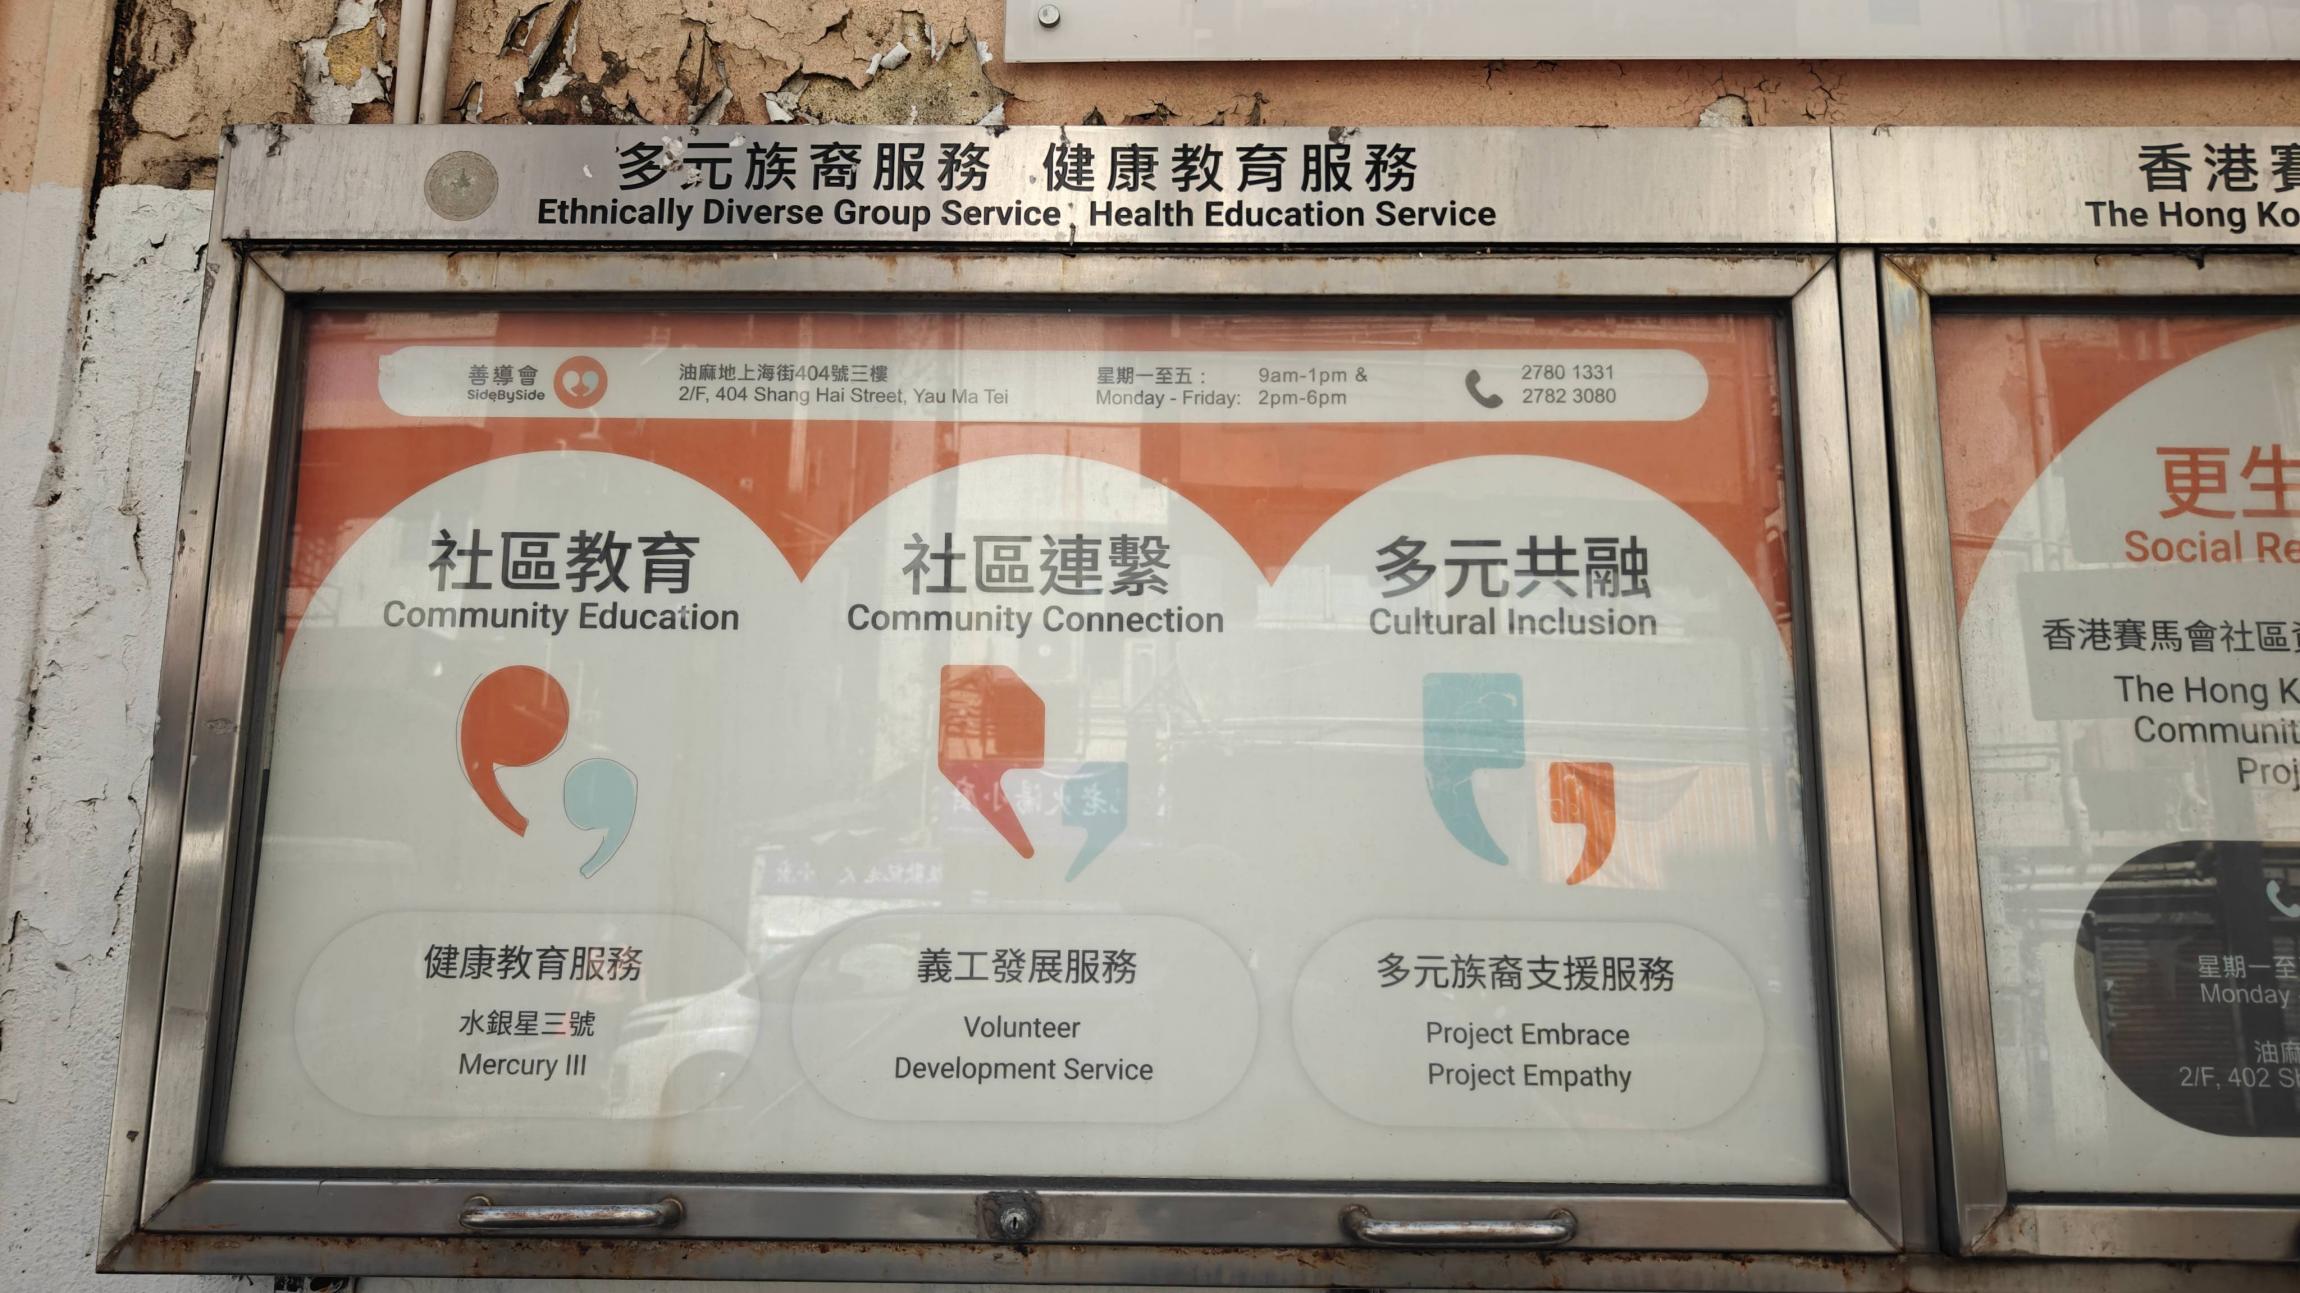 多元族裔服務 健康教育服務
Ethnically Diverse Group Service Health Education Service
善導會
SideBySide
油麻地上海街404號三樓
2/F, 404 Shang Hai Street, Yau Ma Tei
星期一至五： 9am-1pm &
Monday - Friday: 2pm-6pm
2780 1331
2782 3080
社區教育
Community Education
健康教育服務
水銀星三號
Mercury III
社區連繫
Community Connection
義工發展服務
Volunteer
Development Service
多元共融
Cultural Inclusion
多元族裔支援服務
Project Embrace
Project Empathy
香港賽
The Hong Ko
更生
Social Re
香港賽馬會社區
The Hong K
Communit
Proj
星期一至
Monday
油麻
2/F, 402 S